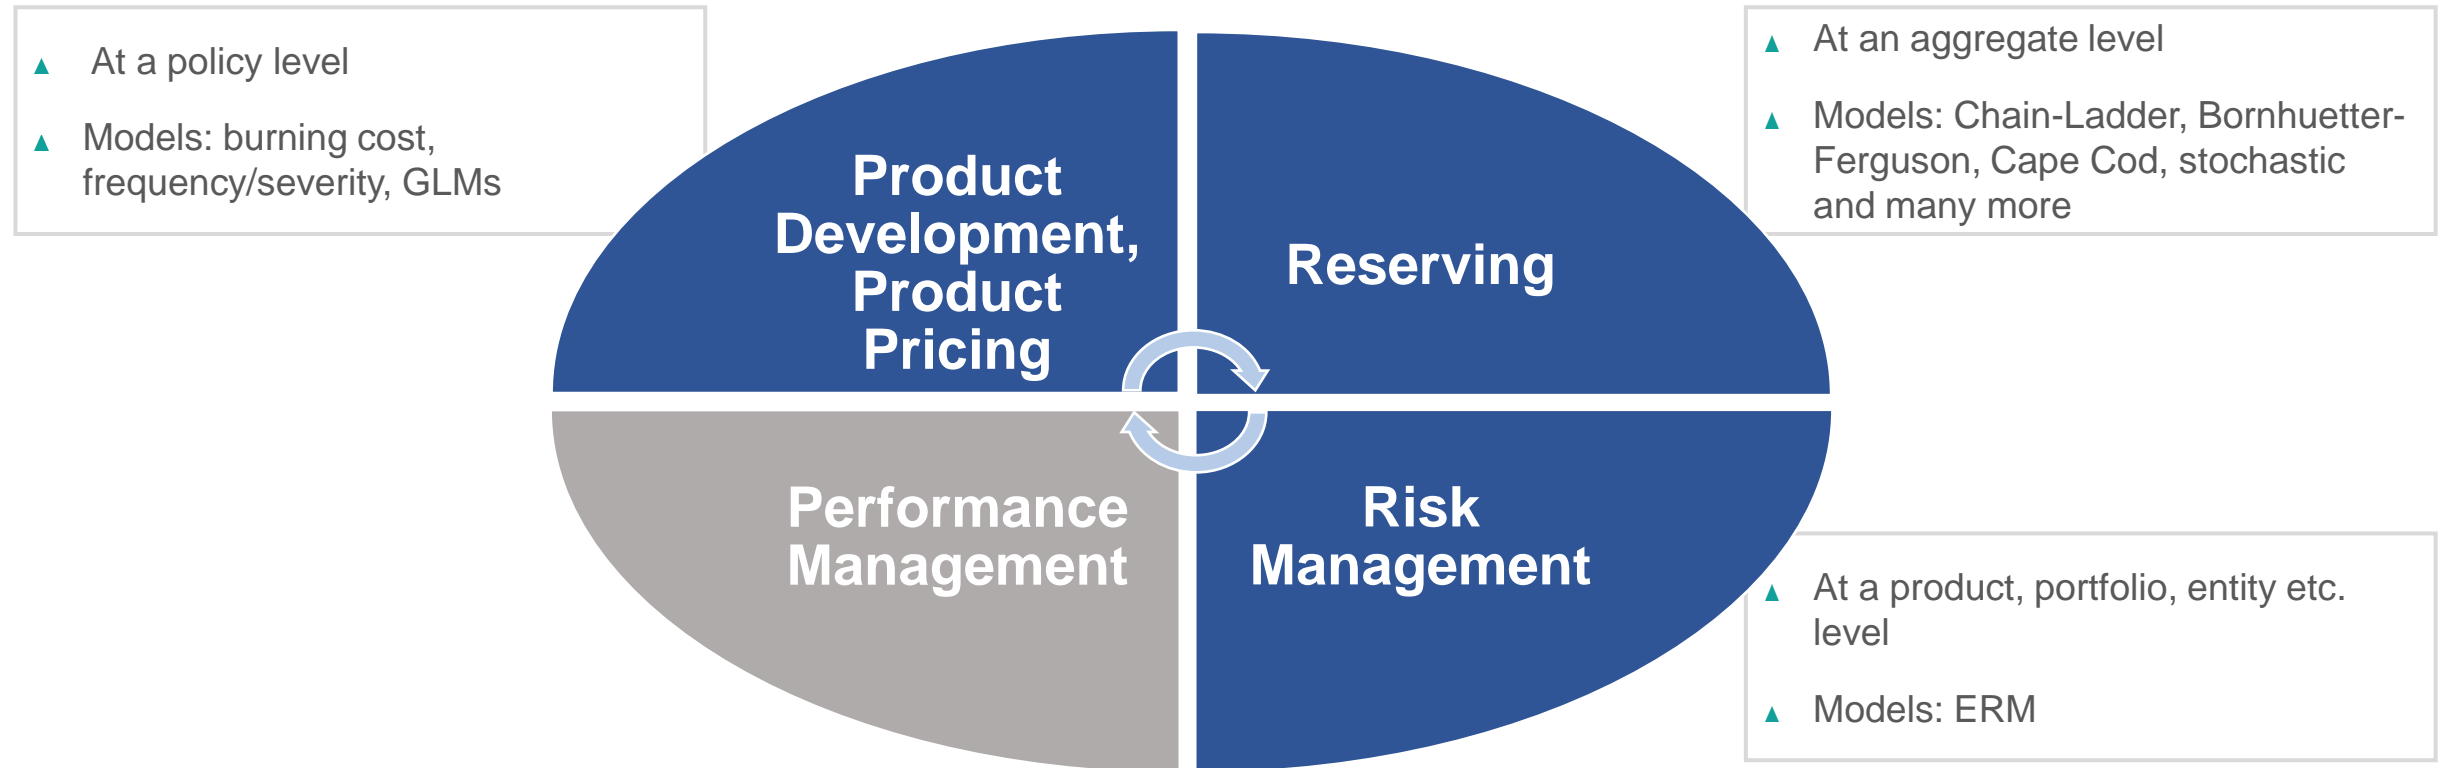 At a policy level
Models: burning cost,
frequency/severity, GLMs
Product
Development,
Product
Pricing
Reserving
At an aggregate level
Models: Chain-Ladder, Bornhuetter-
Ferguson, Cape Cod, stochastic
and many more
Performance
Management
Risk
Management
At a product, portfolio, entity etc.
level
Models: ERM